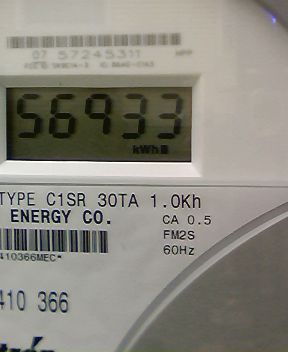 07 57245311
56933
kWh
TYPE C1SR 30TA 1.0Kh
ENERGY CO.
CA 0.5
FM2S
60Hz
410366MEC*
410 366